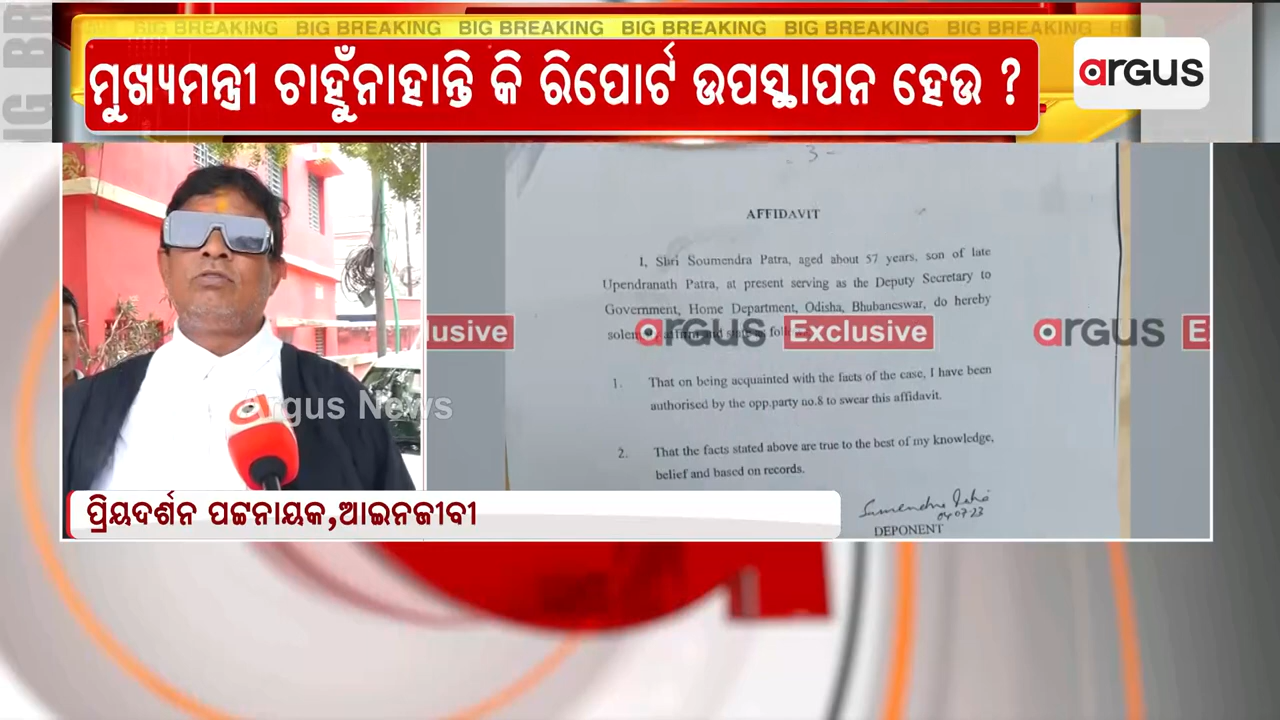 BIG BREAKING BIG BREAKING BIG BREAKING BIG BREAKING BIG BREAKING BIG BREAKING
ମୁଖ୍ୟମନ୍ତ୍ରୀ ଚାହୁଁନାହାନ୍ତି କି ରିପୋର୍ଟ ଉପସ୍ଥାପନ ହେଉ ?
argus
- 3 -
AFFIDAVIT
I, Shri Soumendra Patra, aged about 57 years, son of late
Upendranath Patra, at present serving as the Deputy Secretary to
Government, Home Department, Odisha, Bhubaneswar, do hereby
Exclusive
argus Exclusive
argus
1. That on being acquainted with the facts of the case, I have been
authorised by the opp.party no.8 to swear this affidavit.
2. That the facts stated above are true to the best of my knowledge,
belief and based on records.
04.07.23
DEPONENT
Argus News
ପ୍ରିୟଦର୍ଶନ ପଟ୍ଟନାୟକ,ଆଇନଜୀବୀ